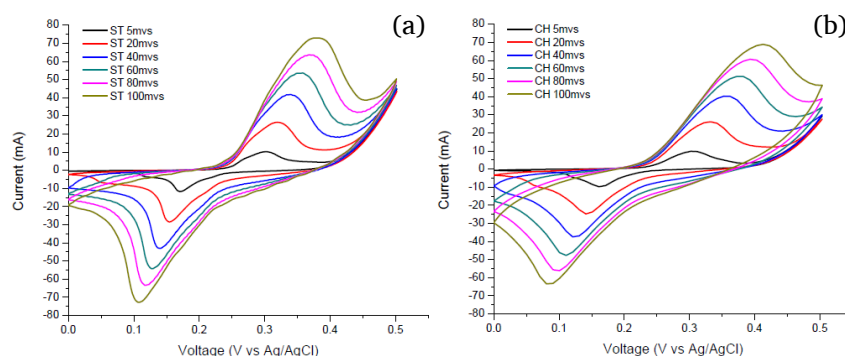 (a)
ST 5mvs
ST 20mvs
ST 40mvs
ST 60mvs
ST 80mvs
ST 100mvs
80
70
60
50
40
30
20
10
0
-10
-20
-30
-40
-50
-60
-70
-80
Current (mA)
0.0 0.1 0.2 0.3 0.4 0.5
Voltage (V vs Ag/AgCl)
(b)
CH 5mvs
CH 20mvs
CH 40mvs
CH 60mvs
CH 80mvs
CH 100mvs
80
70
60
50
40
30
20
10
0
-10
-20
-30
-40
-50
-60
-70
-80
Current (mA)
0.0 0.1 0.2 0.3 0.4 0.5
Voltage (V vs Ag/AgCl)